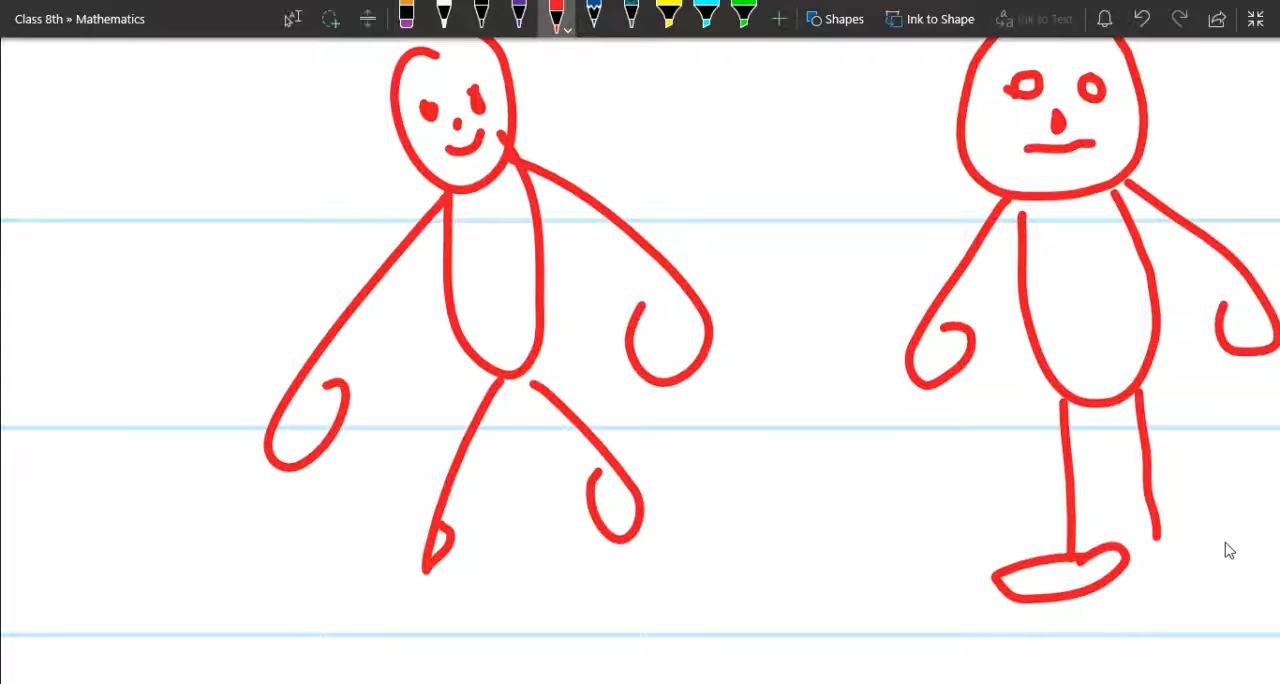 Class 8th » Mathematics
Shapes
Ink to Shape
Ink to Text